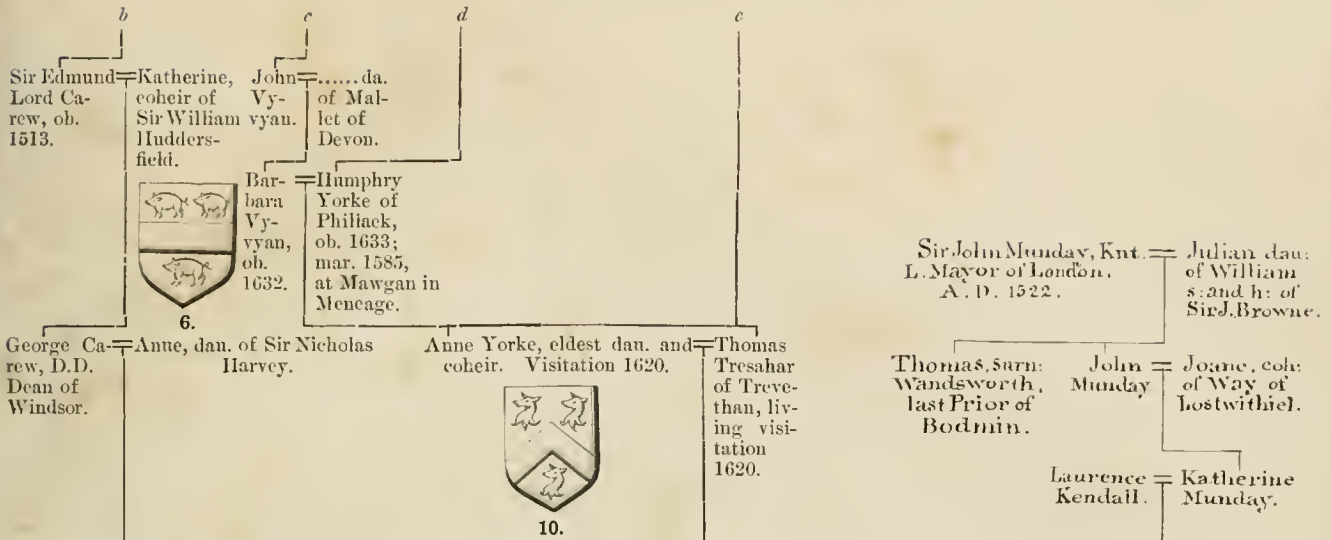 b
c
d
e
Sir Edmund
Lord Ca-
rew, ob.
1513.
Katherine,
coheir of
Sir William
Hudders-
field.
John
Vy-
vyan.
......da.
of Mal-
let of
Devon.
6.
Bar-
bara
Vy-
vyan,
ob.
1632.
Humphry
Yorke of
Phillack,
ob. 1633;
mar. 1585,
at Mawgan in
Meneage.
George Ca-
rew, D.D.
Dean of
Windsor.
Anne, dau. of Sir Nicholas
Harvey.
Anne Yorke, eldest dau. and
coheir. Visitation 1620.
10.
Thomas
Tresahar
of Treve-
than, liv-
ing visi-
tation
1620.
Sir John Munday, Knt.
L. Mayor of London.
A. D. 1522.
Julian dau:
of William
s: and h: of
Sir J. Browne.
Thomas, surn:
Wandsworth,
last Prior of
Bodmin.
John
Munday
Joane, coh:
of Way of
Lostwithiel.
Laurence
Kendall.
Katherine
Munday.